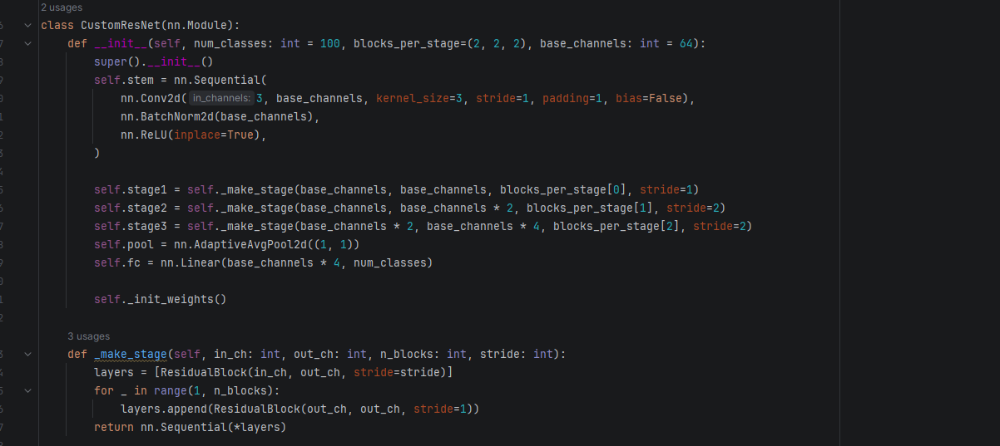 2 usages
class CustomResNet(nn.Module):
    def __init__(self, num_classes: int = 100, blocks_per_stage=(2, 2, 2), base_channels: int = 64):
        super().__init__()
        self.stem = nn.Sequential(
            nn.Conv2d( in_channels: 3, base_channels, kernel_size=3, stride=1, padding=1, bias=False),
            nn.BatchNorm2d(base_channels),
            nn.ReLU(inplace=True),
        )
        self.stage1 = self._make_stage(base_channels, base_channels, blocks_per_stage[0], stride=1)
        self.stage2 = self._make_stage(base_channels, base_channels * 2, blocks_per_stage[1], stride=2)
        self.stage3 = self._make_stage(base_channels * 2, base_channels * 4, blocks_per_stage[2], stride=2)
        self.pool = nn.AdaptiveAvgPool2d((1, 1))
        self.fc = nn.Linear(base_channels * 4, num_classes)
        self._init_weights()
    3 usages
    def _make_stage(self, in_ch: int, out_ch: int, n_blocks: int, stride: int):
        layers = [ResidualBlock(in_ch, out_ch, stride=stride)]
        for _ in range(1, n_blocks):
            layers.append(ResidualBlock(out_ch, out_ch, stride=1))
        return nn.Sequential(*layers)